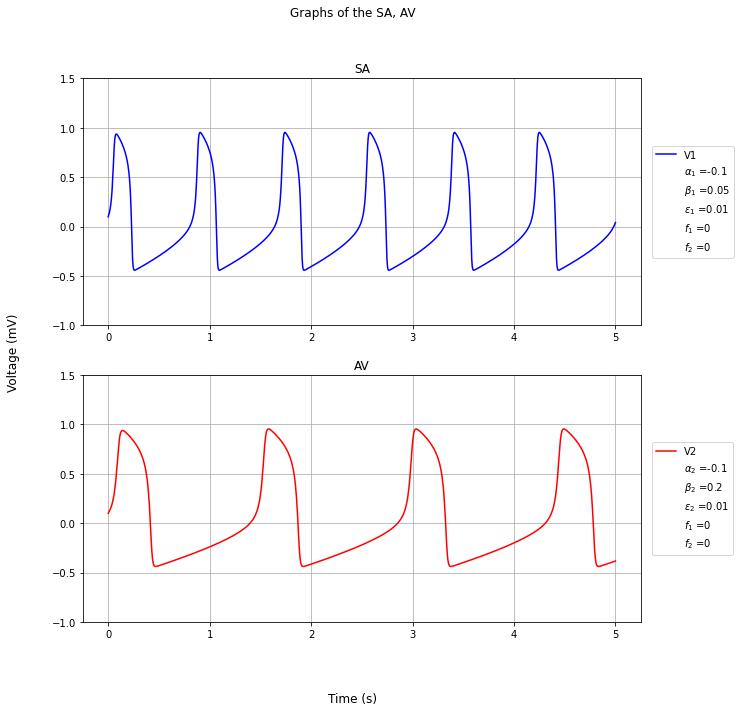 Graphs of the SA, AV
SA
1.5
1.0
0.5
0.0
−0.5
−1.0
0 1 2 3 4 5
V1
α₁ =-0.1
β₁ =0.05
ε₁ =0.01
f₁ =0
f₂ =0
Voltage (mV)
AV
1.5
1.0
0.5
0.0
−0.5
−1.0
0 1 2 3 4 5
V2
α₂ =-0.1
β₂ =0.2
ε₂ =0.01
f₁ =0
f₂ =0
Time (s)